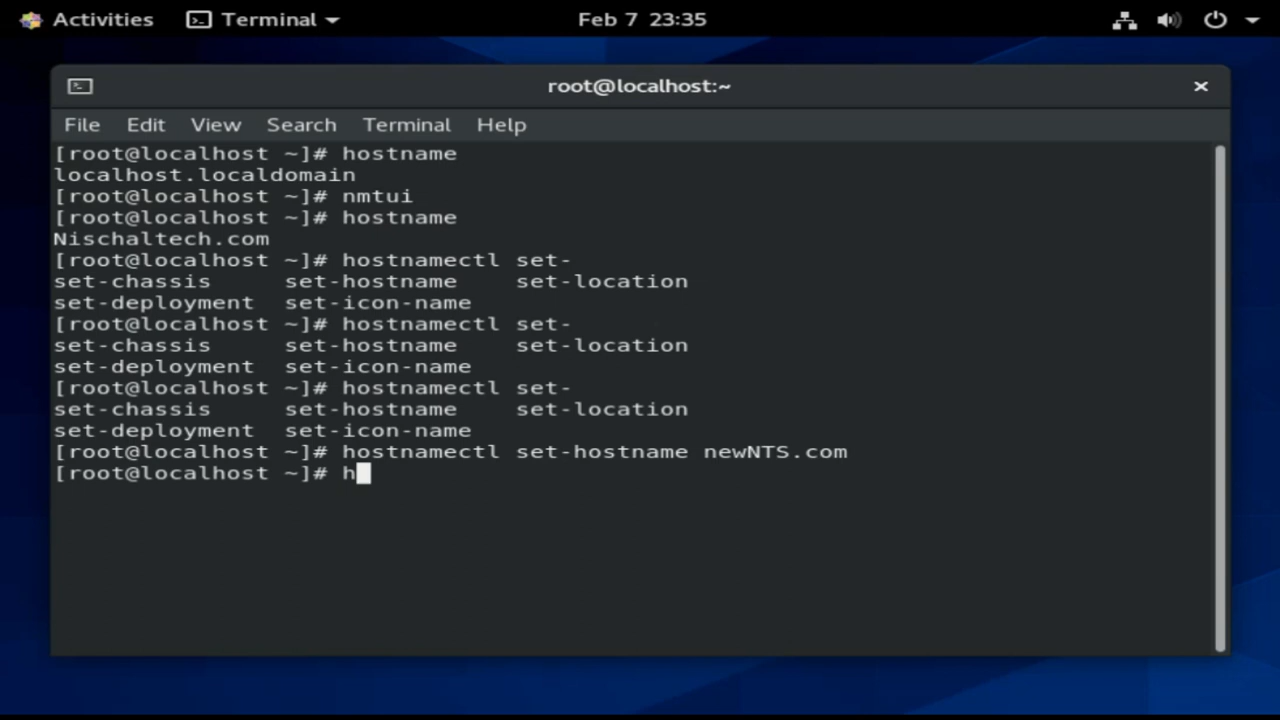 Activities Terminal Feb 7 23:35
root@localhost:~
File Edit View Search Terminal Help
[root@localhost ~]# hostname
localhost.localdomain
[root@localhost ~]# nmtui
[root@localhost ~]# hostname
Nischaltech.com
[root@localhost ~]# hostnamectl set-
set-chassis set-hostname set-location
set-deployment set-icon-name
[root@localhost ~]# hostnamectl set-
set-chassis set-hostname set-location
set-deployment set-icon-name
[root@localhost ~]# hostnamectl set-
set-chassis set-hostname set-location
set-deployment set-icon-name
[root@localhost ~]# hostnamectl set-hostname newNTS.com
[root@localhost ~]# h